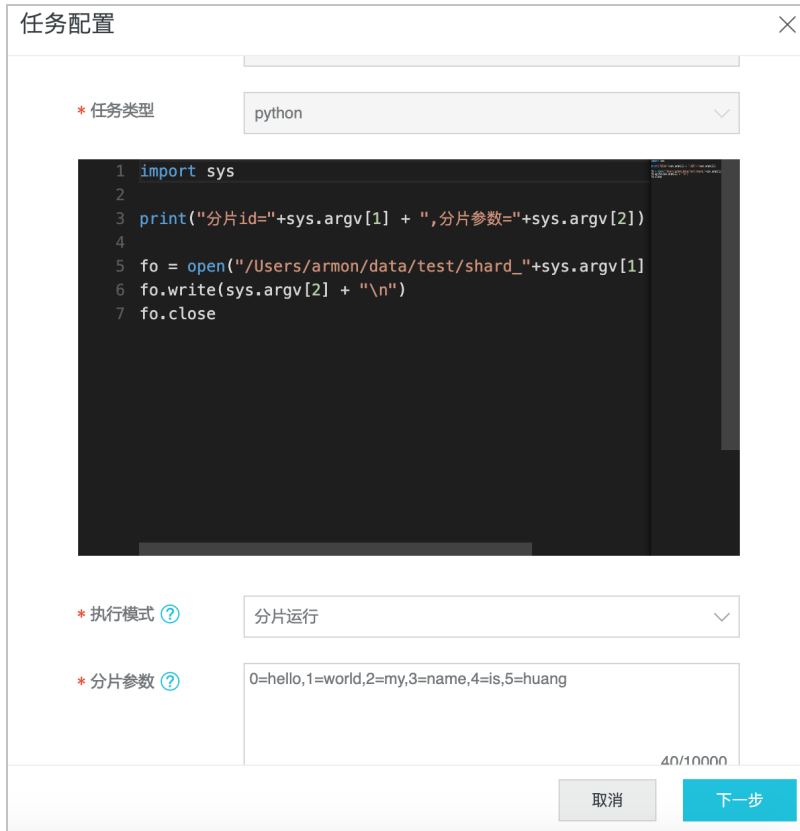 任务配置
* 任务类型
python
1 import sys
2
3 print("分片id="+sys.argv[1] + ",分片参数="+sys.argv[2])
4
5 fo = open("/Users/armon/data/test/shard_"+sys.argv[1]
6 fo.write(sys.argv[2] + "\n")
7 fo.close
* 执行模式 ?
分片运行
* 分片参数 ?
0=hello,1=world,2=my,3=name,4=is,5=huang
40/10000
取消
下一步